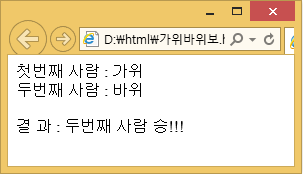 D:₩html₩가위바위보.h
첫번째 사람 : 가위
두번째 사람 : 바위
결 과 : 두번째 사람 승!!!